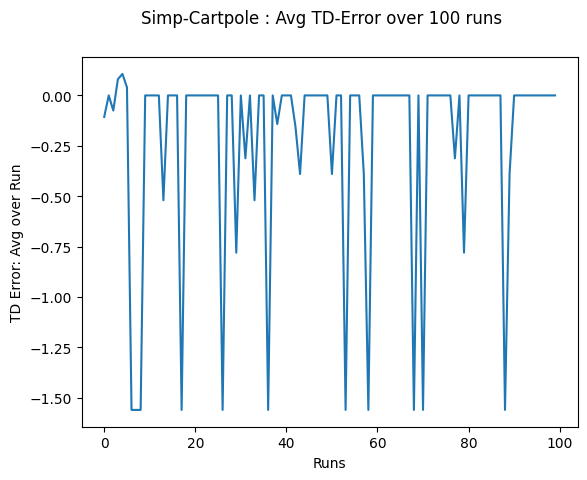 Simp-Cartpole : Avg TD-Error over 100 runs
TD Error: Avg over Run
0.00
−0.25
−0.50
−0.75
−1.00
−1.25
−1.50
0 20 40 60 80 100
Runs